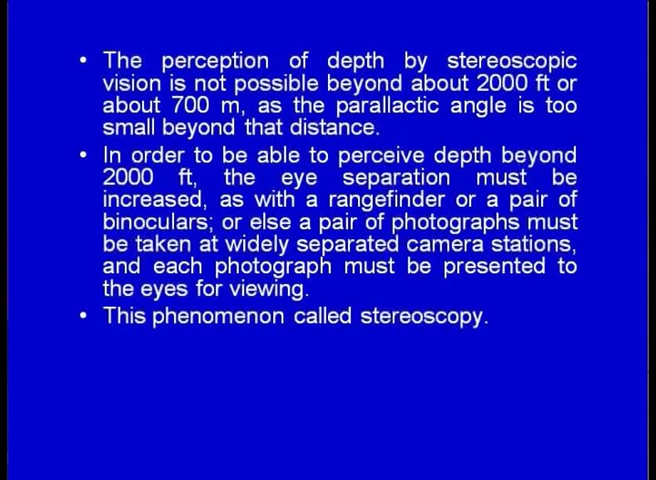 • The perception of depth by stereoscopic
vision is not possible beyond about 2000 ft or
about 700 m, as the parallactic angle is too
small beyond that distance.
• In order to be able to perceive depth beyond
2000 ft, the eye separation must be
increased, as with a rangefinder or a pair of
binoculars; or else a pair of photographs must
be taken at widely separated camera stations,
and each photograph must be presented to
the eyes for viewing.
• This phenomenon called stereoscopy.